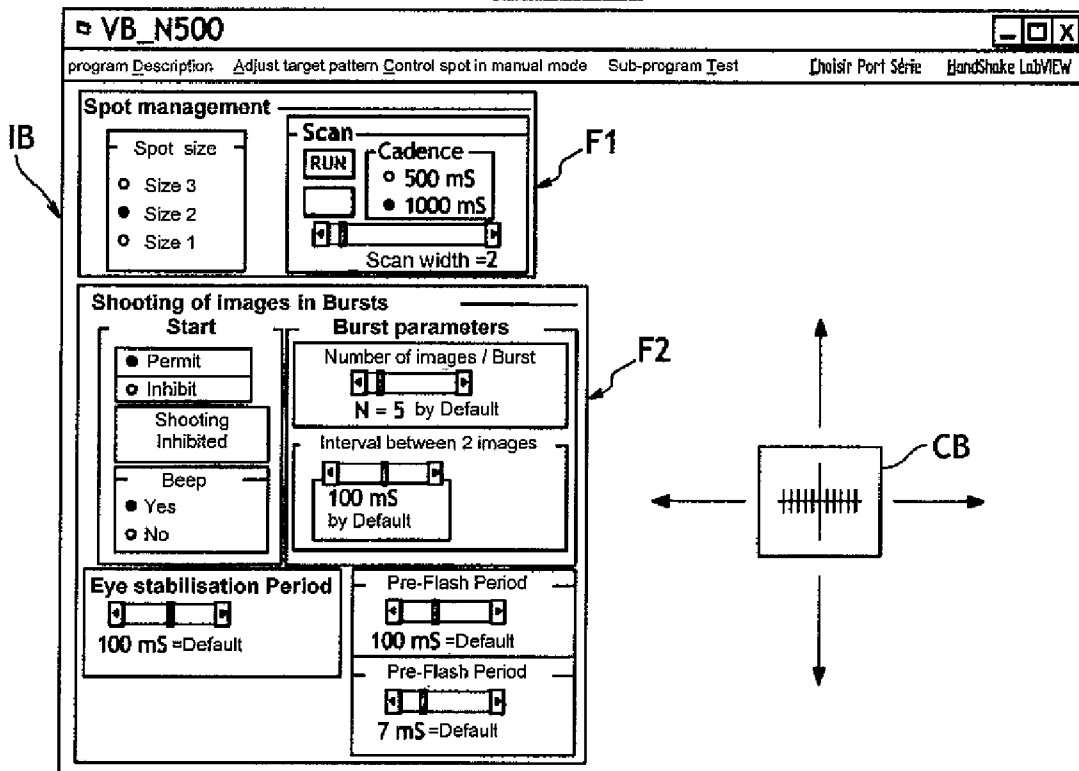 VB_N500
program Description Adjust target pattern Control spot in manual mode Sub-program Test Choisir Port Série HandShake LabVIEW
IB
Spot management
Spot size
Size 3
Size 2
Size 1
Scan
RUN
Cadence
500 mS
1000 mS
Scan width =2
F1
Shooting of images in Bursts
Start
Permit
Inhibit
Shooting
Inhibited
Beep
Yes
No
Burst parameters
Number of images / Burst
N = 5 by Default
Interval between 2 images
100 mS
by Default
F2
Eye stabilisation Period
100 mS =Default
Pre-Flash Period
100 mS =Default
Pre-Flash Period
7 mS =Default
CB